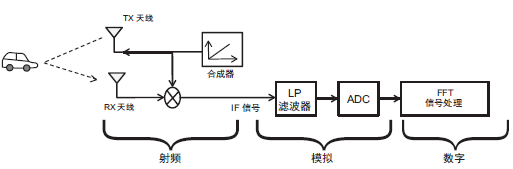 TX 天线
合成器
RX 天线
IF 信号
LP
滤波器
ADC
FFT
信号处理
射频
模拟
数字